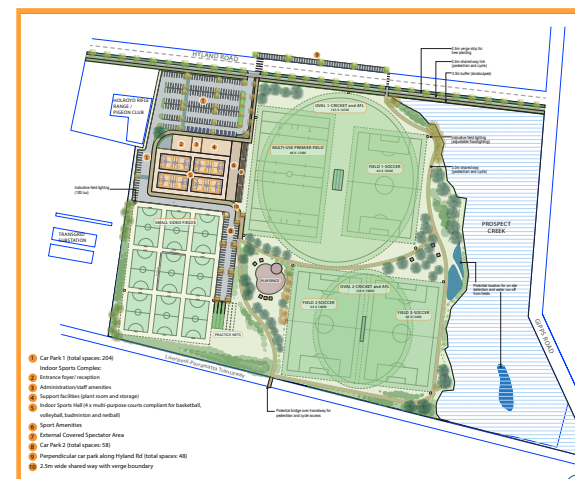 HYLAND ROAD
9
2.5m verge strip for
tree planting
2.5m shared way link
(pedestrian and cycle)
3.0m buffer (landscaped)
HOLROYD RIFLE
RANGE /
PIGEON CLUB
1
OVAL 1-CRICKET and AFL
2
3
4
MULTI-USE PREMIER FIELD
Indicative field lighting
(adjustable floodlighting)
FIELD 1-SOCCER
2.5m shared way
(pedestrian and cycle)
5
Indicative field lighting
(100 lux)
SMALL SIDED FIELDS
8
TRANSGRID
SUBSTATION
PROSPECT
CREEK
PLAYSPACE
OVAL 2-CRICKET and AFL
FIELD 2-SOCCER
FIELD 3-SOCCER
Potential location for on site
detention and water run-off
from fields
GIPPS ROAD
PRACTICE NETS
Liverpool-Parramatta Transitway
Potential bridge over transitway for
pedestrian and cycle access
1 Car Park 1 (total spaces: 204)
Indoor Sports Complex:
2 Entrance foyer/ reception
3 Administration/staff amenities
4 Support facilities (plant room and storage)
5 Indoor Sports Hall (4 x multi-purpose courts compliant for basketball,
volleyball, badminton and netball)
6 Sport Amenities
7 External Covered Spectator Area
8 Car Park 2 (total spaces: 58)
9 Perpendicular car park along Hyland Rd (total spaces: 48)
10 2.5m wide shared way with verge boundary